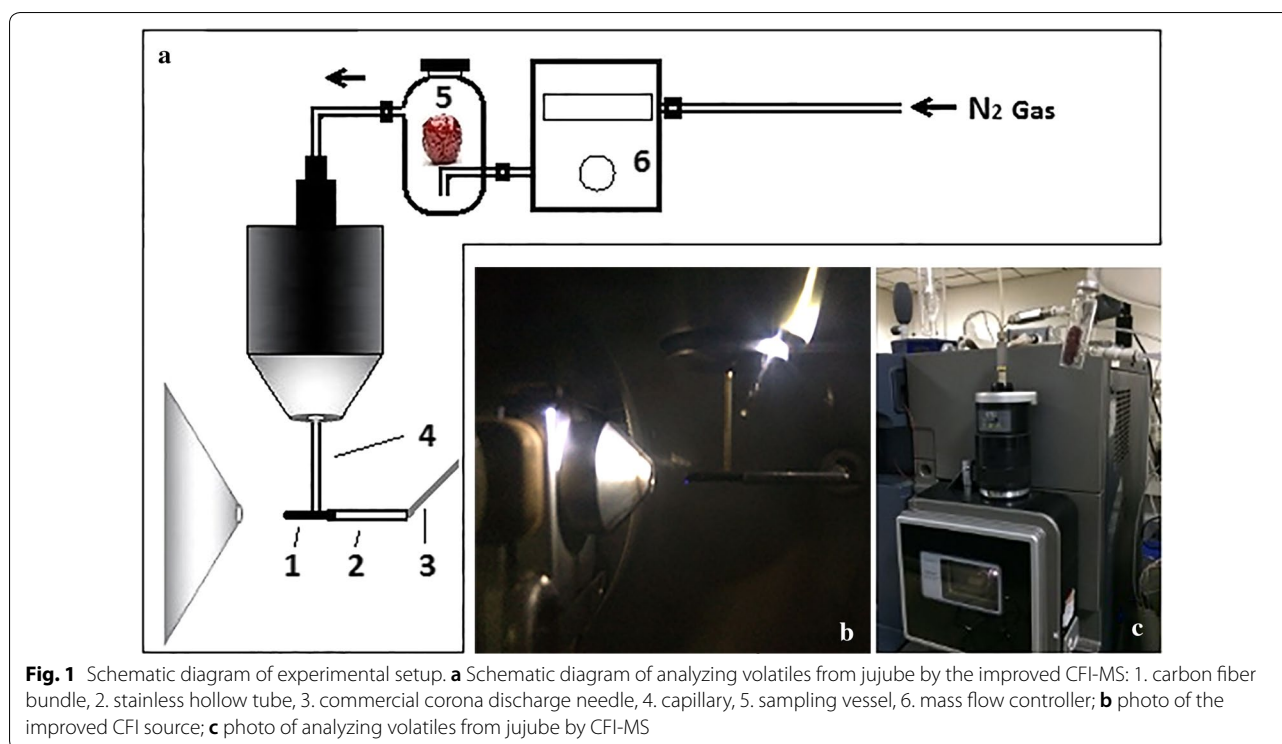 a
5
6
N2 Gas
4
1
2
3
b
c
Fig. 1 Schematic diagram of experimental setup. a Schematic diagram of analyzing volatiles from jujube by the improved CFI-MS: 1. carbon fiber
bundle, 2. stainless hollow tube, 3. commercial corona discharge needle, 4. capillary, 5. sampling vessel, 6. mass flow controller; b photo of the
improved CFI source; c photo of analyzing volatiles from jujube by CFI-MS